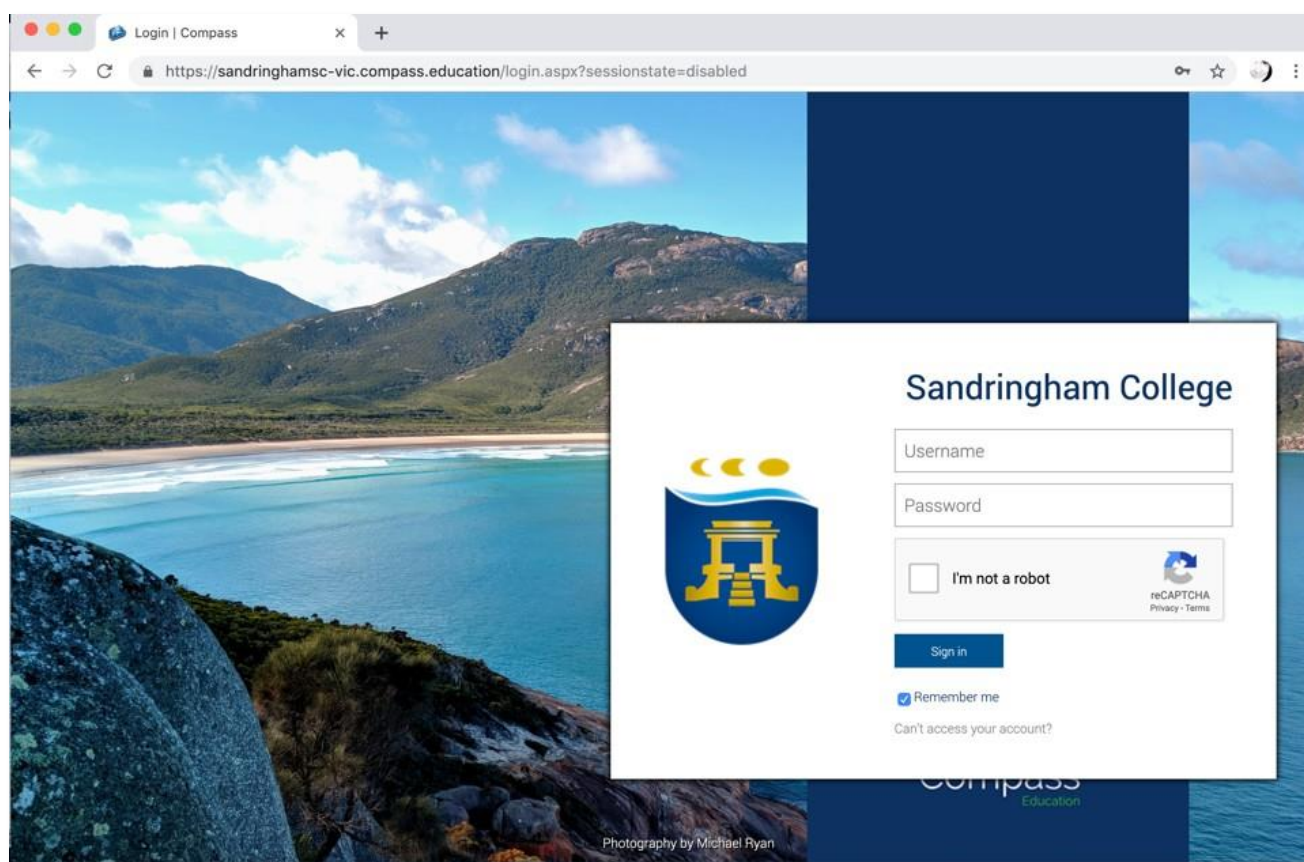 Login | Compass
https://sandringhamsc-vic.compass.education/login.aspx?sessionstate=disabled
Sandringham College
Username
Password
I'm not a robot
reCAPTCHA
Privacy - Terms
Sign in
Remember me
Can't access your account?
Compass
Education
Photography by Michael Ryan